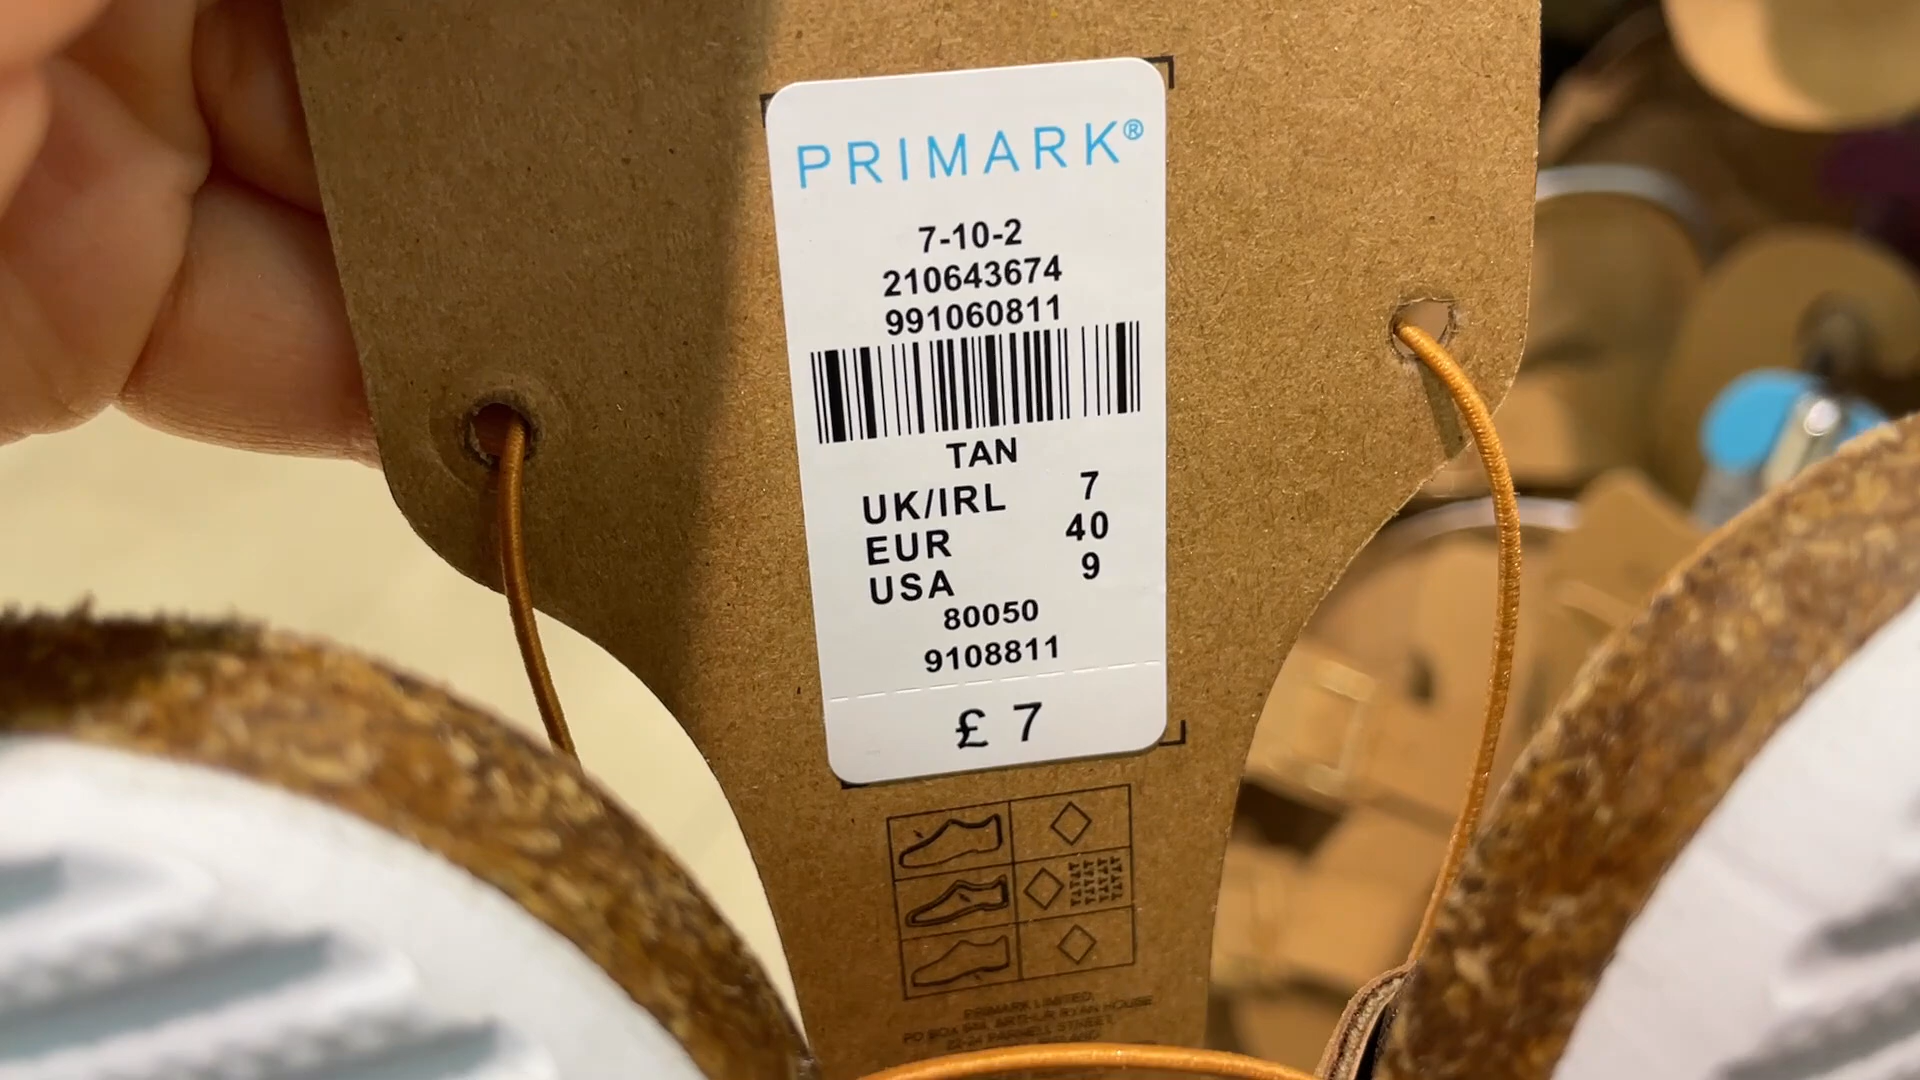 PRIMARK®
7-10-2
210643674
991060811
TAN
UK/IRL 7
EUR 40
USA 9
80050
9108811
£ 7
PRIMARK LIMITED,
PO BOX 644, ARTHUR RYAN HOUSE
22-24 PARNELL STREET,